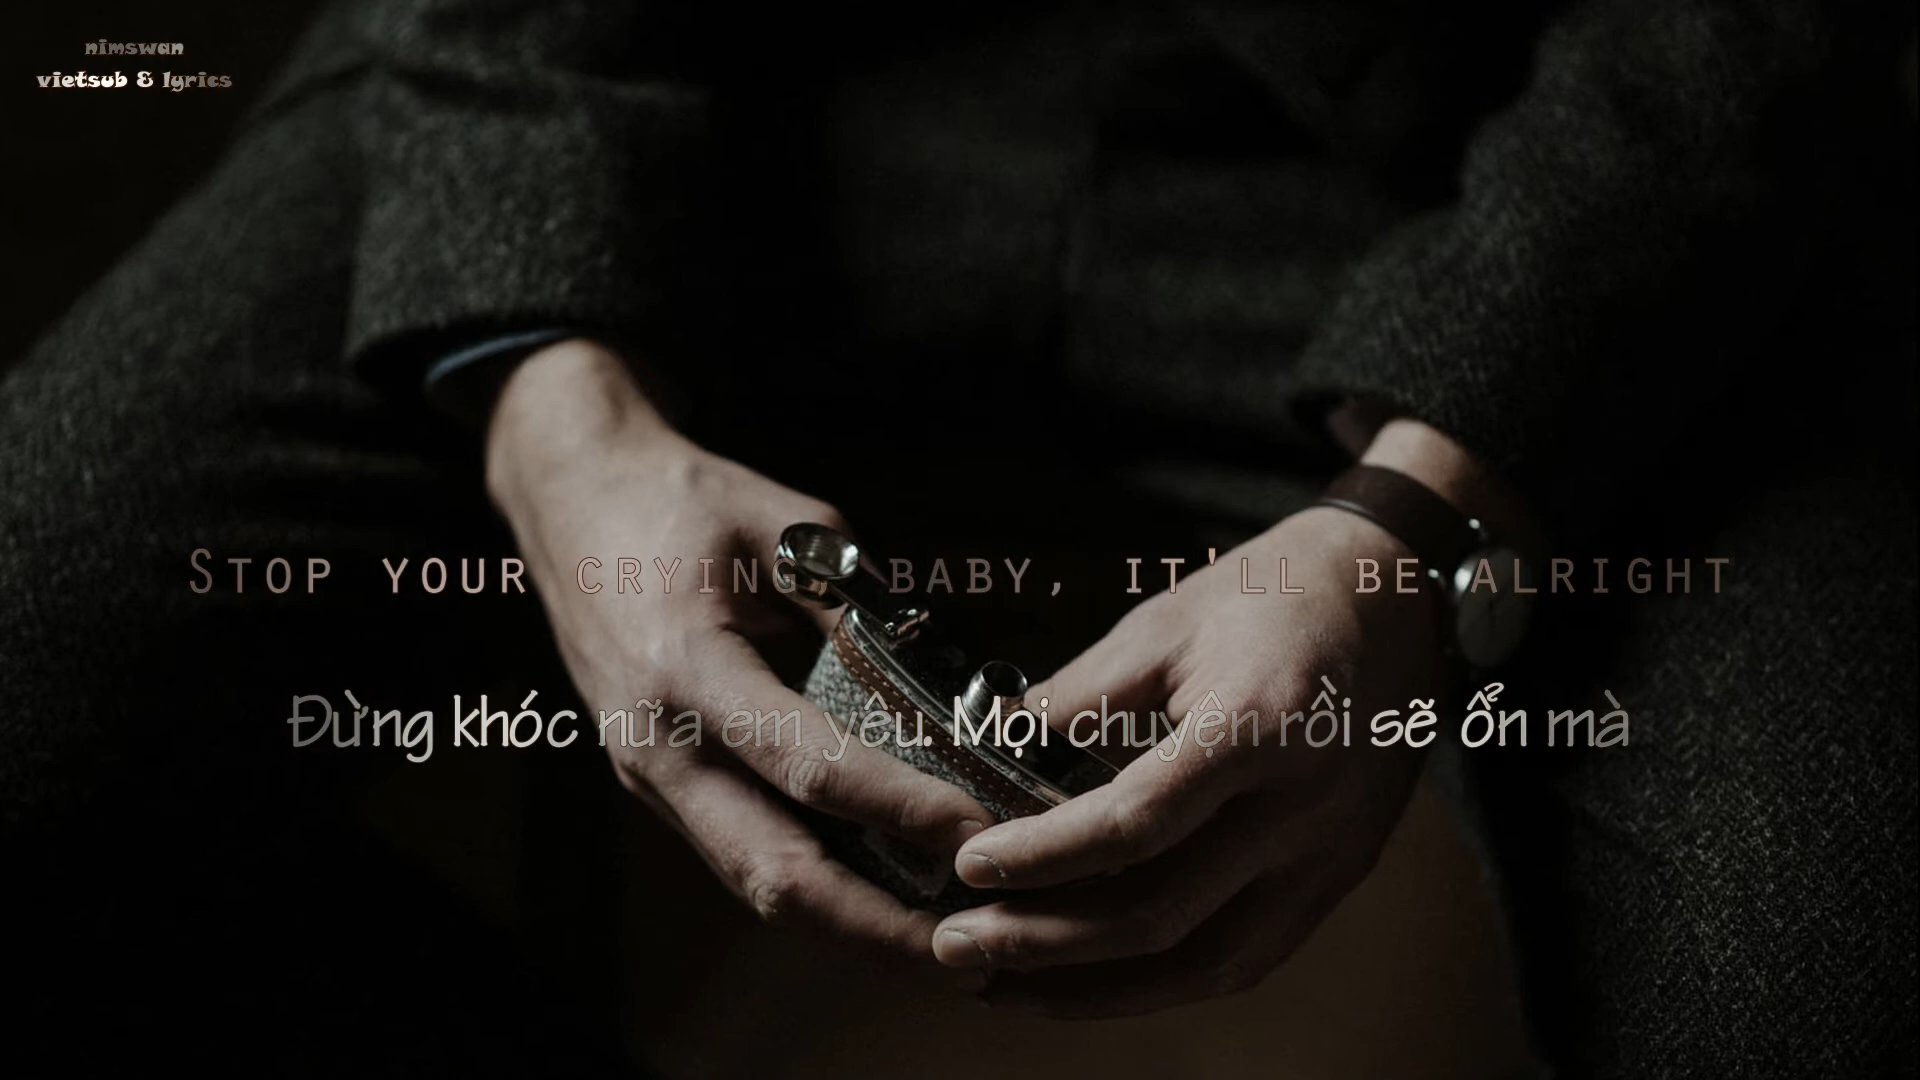 nimswan
vietsub & lyrics
Stop your crying baby, it'll be alright
Đừng khóc nữa em yêu. Mọi chuyện rồi sẽ ổn mà